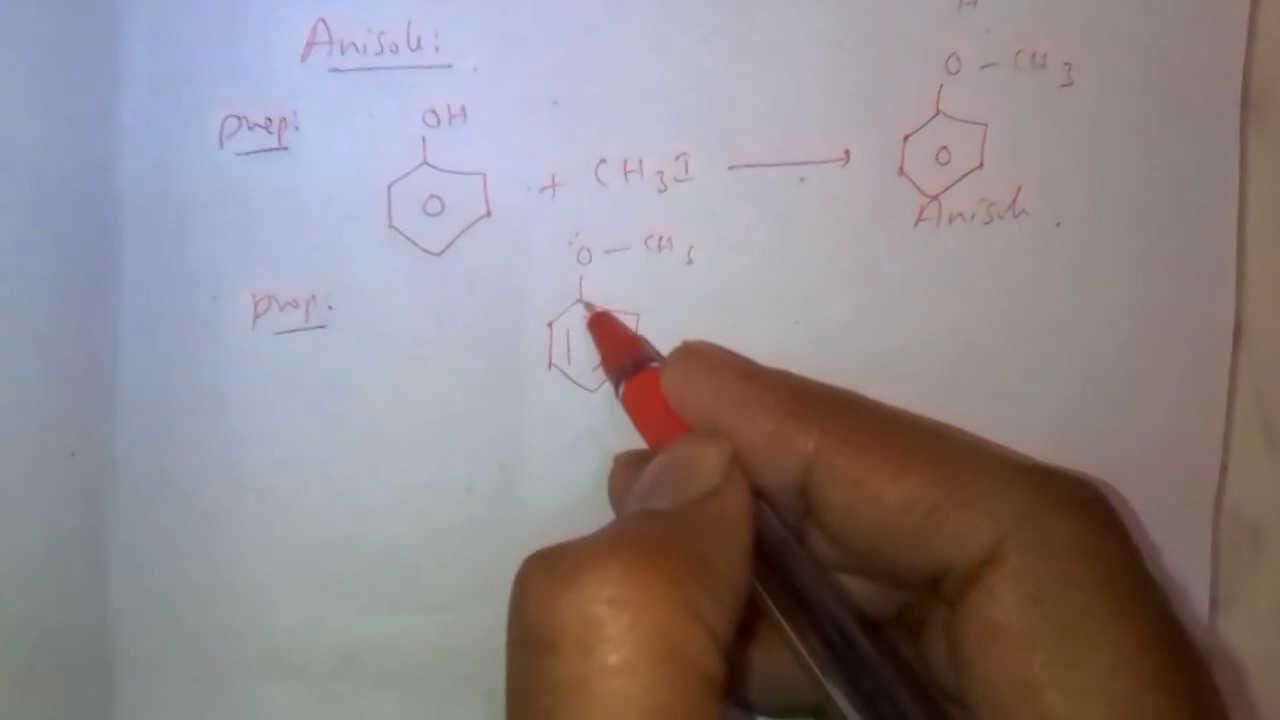 Anisole:
prep:
OH
+ CH3I
O - CH3
Anisole.
prop:
O - CH3